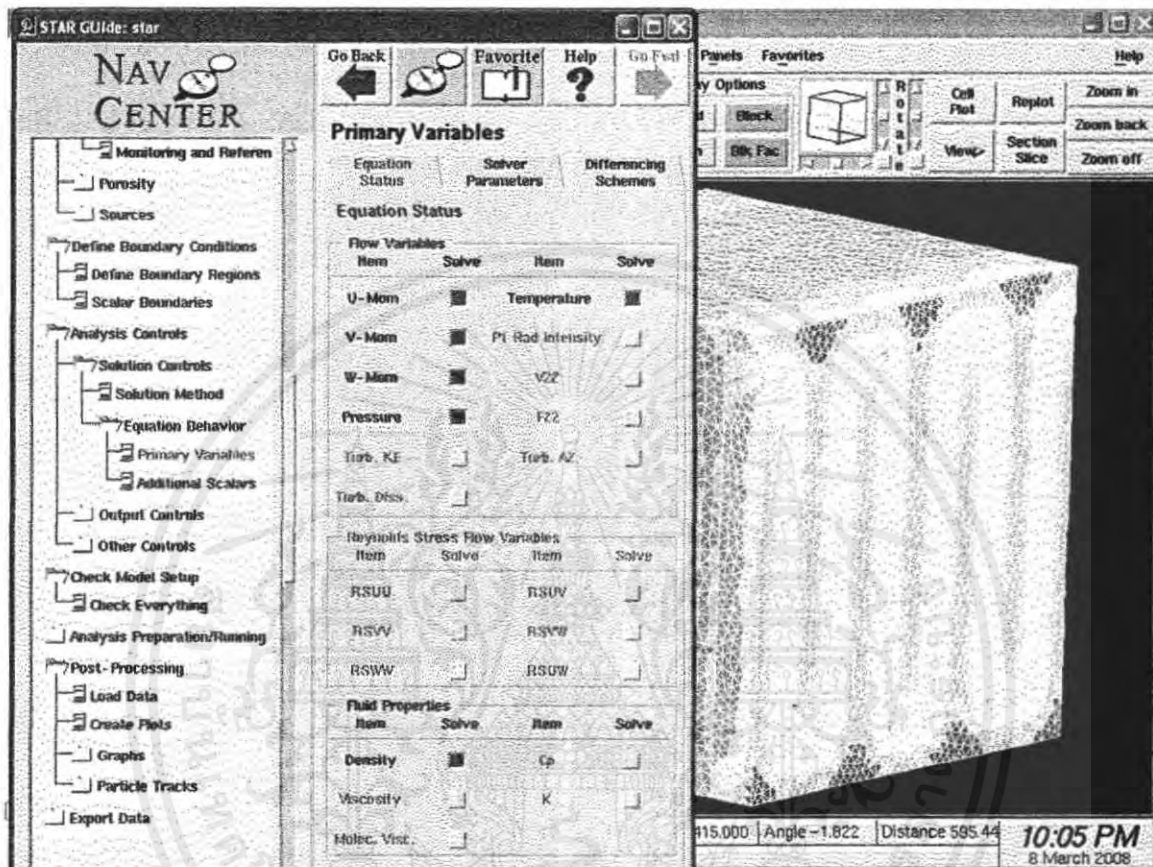 STAR GUIde: star
NAV CENTER
Monitoring and Referen
Porosity
Sources
Define Boundary Conditions
Define Boundary Regions
Scalar Boundaries
Analysis Controls
Solution Controls
Solution Method
Equation Behavior
Primary Variables
Additional Scalars
Output Controls
Other Controls
Check Model Setup
Check Everything
Analysis Preparation/Running
Post-Processing
Load Data
Create Plots
Graphs
Particle Tracks
Export Data
Go Back Favorite Help Go Fwd
Primary Variables
Equation Status Solver Parameters Differencing Schemes
Equation Status
Flow Variables
Item Solve Item Solve
U-Mom Temperature
V-Mom P1 Rad Intensity
W-Mom V22
Pressure F22
Turb. KE Turb. A2
Turb. Diss.
Reynolds Stress Flow Variables
Item Solve Item Solve
RSUU RSUV
RSVV RSVW
RSWW RSUW
Fluid Properties
Item Solve Item Solve
Density Cp
Viscosity K
Molec. Visc.
Panels Favorites Help
Options
Block
Blk Fac
Rotate
Cell Plot
View>
Replot
Section Slice
Zoom in
Zoom back
Zoom off
415.000 Angle -1.822 Distance 595.44
10:05 PM
8 March 2008